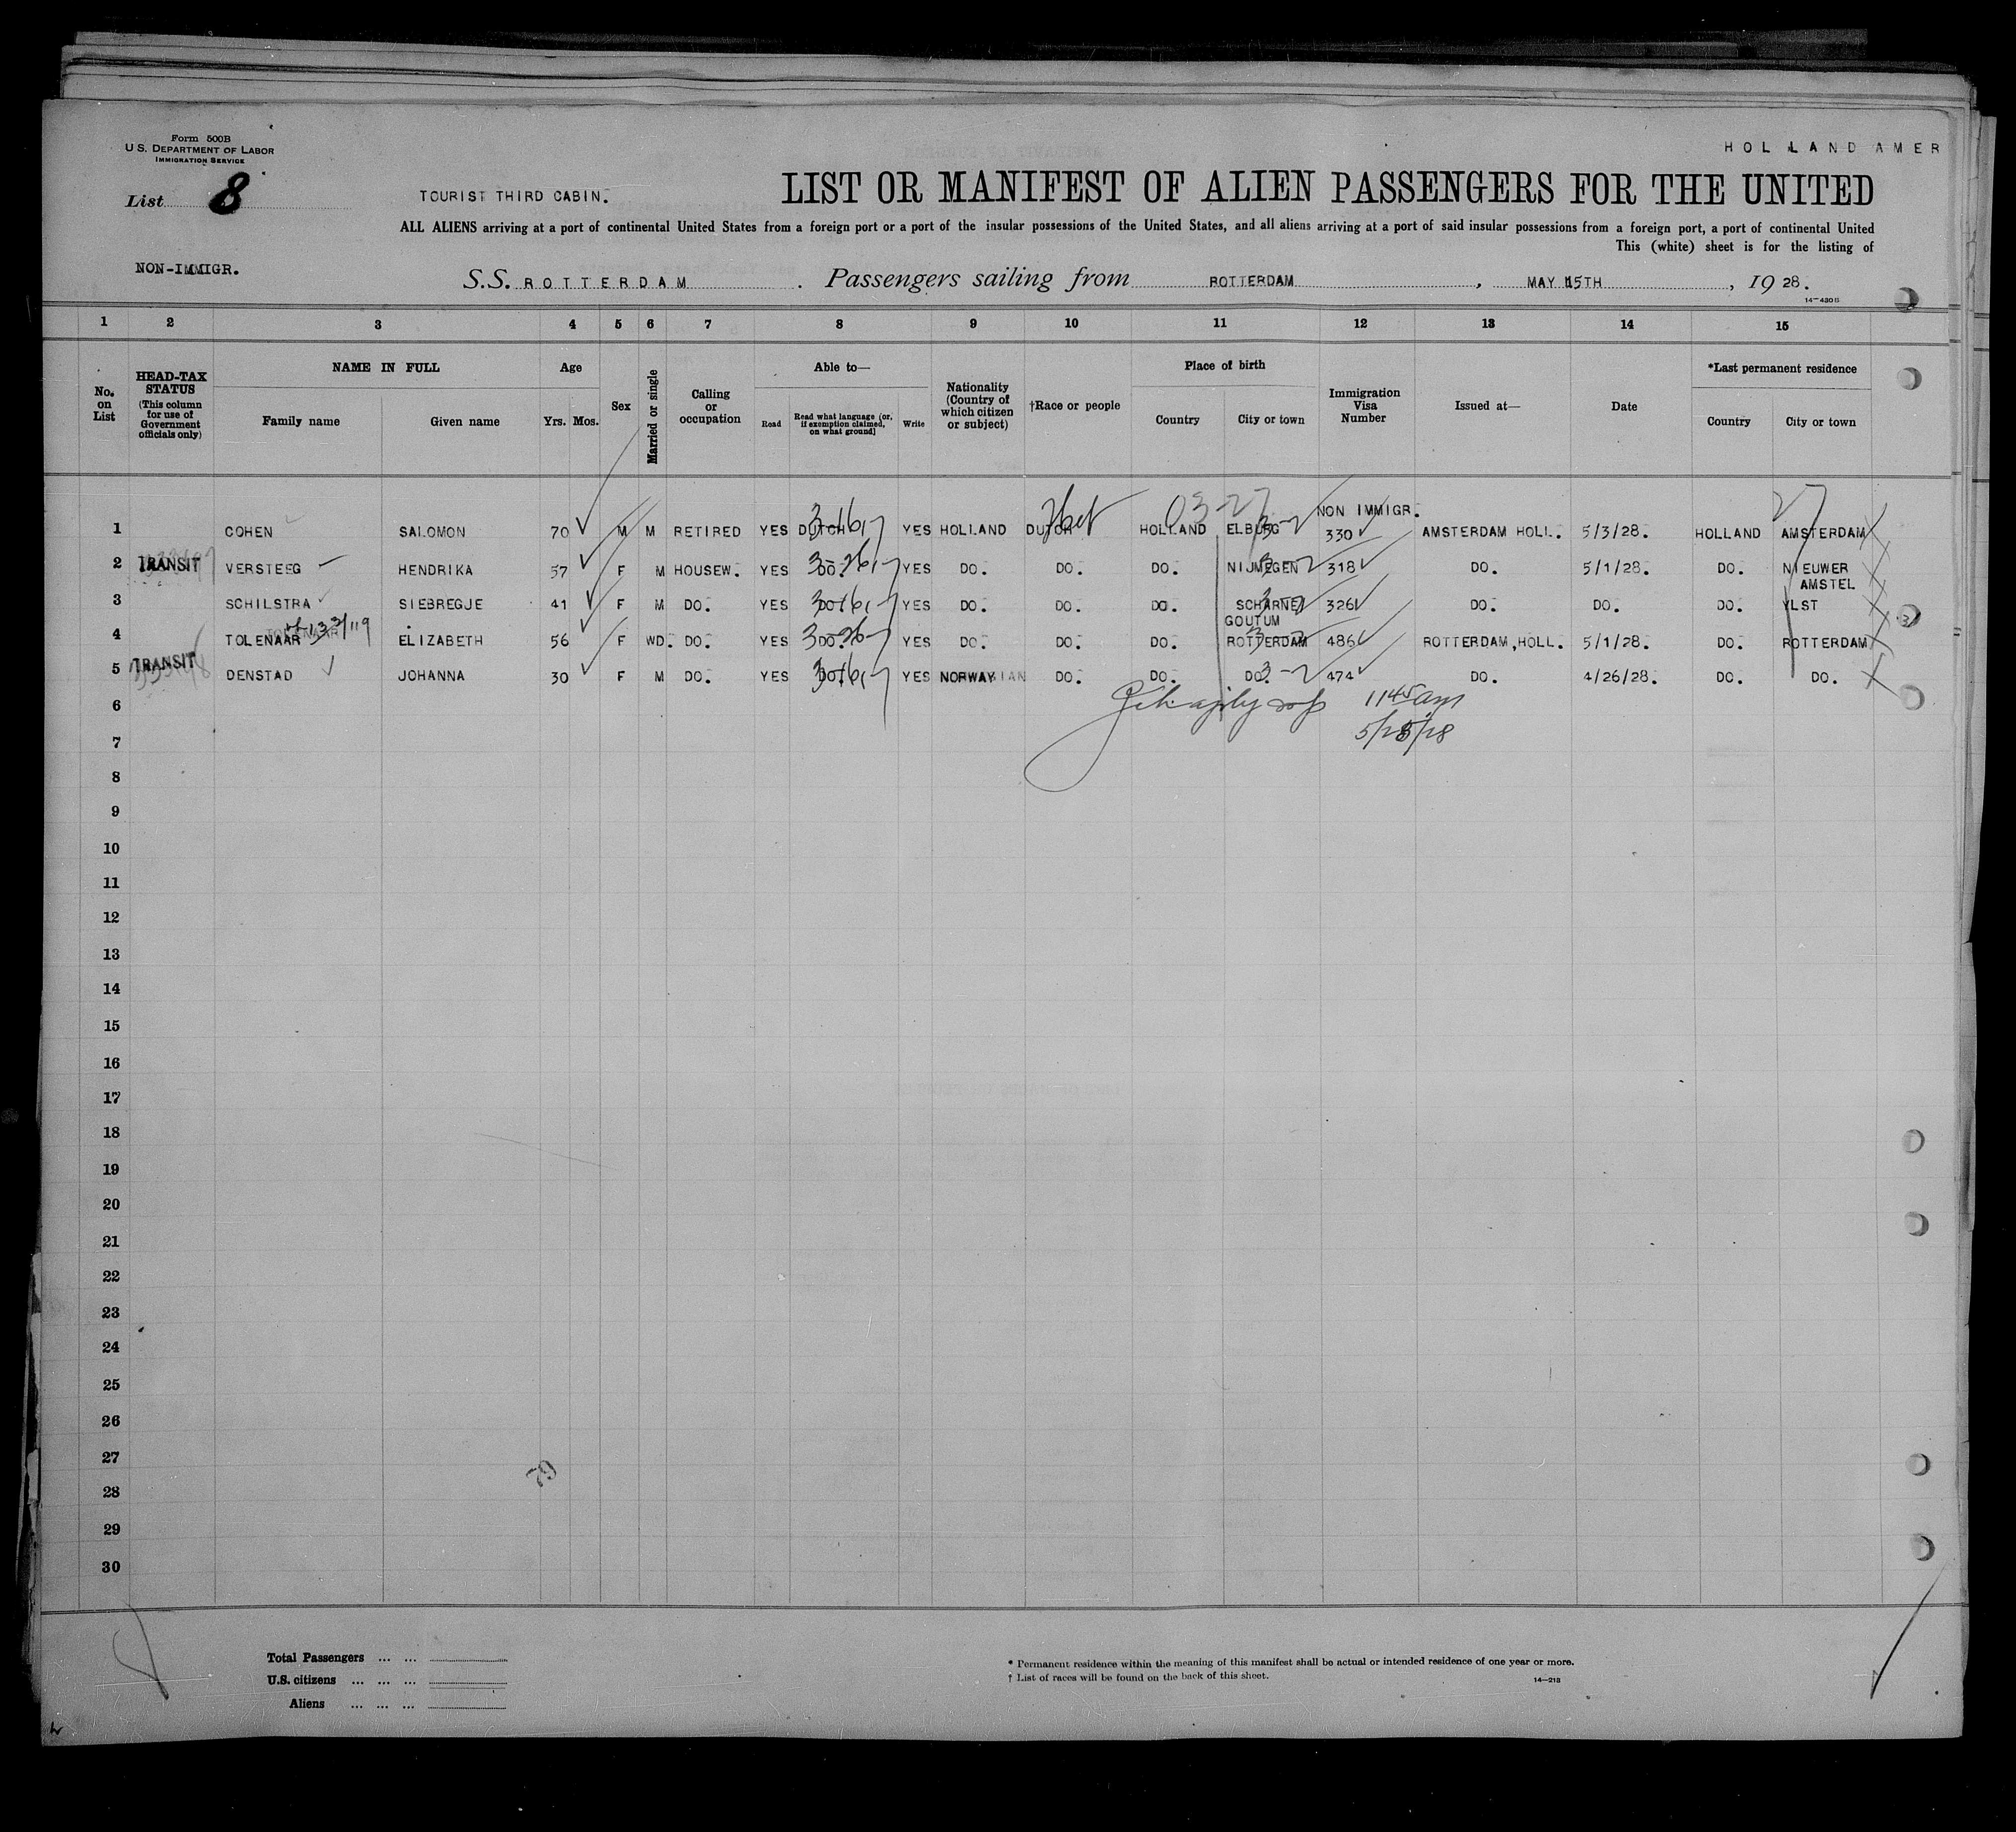 HOLLAND AMER
Form 500B
U.S. DEPARTMENT OF LABOR
IMMIGRATION SERVICE
List 8
TOURIST THIRD CABIN.
LIST OR MANIFEST OF ALIEN PASSENGERS FOR THE UNITED
ALL ALIENS arriving at a port of continental United States from a foreign port or a port of the insular possessions of the United States, and all aliens arriving at a port of said insular possessions from a foreign port, a port of continental United
This (white) sheet is for the listing of
NON-IMMIGR.
S.S. ROTTERDAM. Passengers sailing from ROTTERDAM, MAY 15TH, 1928.
14-430B
1 2 3 4 5 6 7 8 9 10 11 12 13 14 15
No. on List
HEAD-TAX STATUS (This column for use of Government officials only)
NAME IN FULL
Family name Given name
Age
Yrs. Mos.
Sex
Married or single
Calling or occupation
Able to—
Read Read what language (or, if exemption claimed, on what ground) Write
Nationality (Country of which citizen or subject)
†Race or people
Place of birth
Country City or town
Immigration Visa Number
Issued at—
Date
*Last permanent residence
Country City or town
NON IMMIGR.
1 COHEN SALOMON 70 M M RETIRED YES DUTCH YES HOLLAND DUTCH HOLLAND ELBURG 330 AMSTERDAM HOLL. 5/3/28. HOLLAND AMSTERDAM
2 TRANSIT VERSTEEG HENDRIKA 57 F M HOUSEW. YES DO. YES DO. DO. DO. NIJMEGEN 318 DO. 5/1/28. DO. NIEUWER AMSTEL
3 SCHILSTRA SIEBREGJE 41 F M DO. YES DO. YES DO. DO. DO. SCHARNE GOUTUM 326 DO. DO. DO. YLST
4 TOLENAAR ELIZABETH 56 F WD. DO. YES DO. YES DO. DO. DO. ROTTERDAM 486 ROTTERDAM,HOLL. 5/1/28. DO. ROTTERDAM
5 TRANSIT DENSTAD JOHANNA 30 F M DO. YES DO. YES NORWAY DO. DO. DO. 474 DO. 4/26/28. DO. DO.
6 11 45 am
7
8
9
10
11
12
13
14
15
16
17
18
19
20
21
22
23
24
25
26
27
28
29
30
Total Passengers ... ...
U.S. citizens ... ... ...
Aliens ... ... ...
* Permanent residence within the meaning of this manifest shall be actual or intended residence of one year or more.
† List of races will be found on the back of this sheet.
14-213